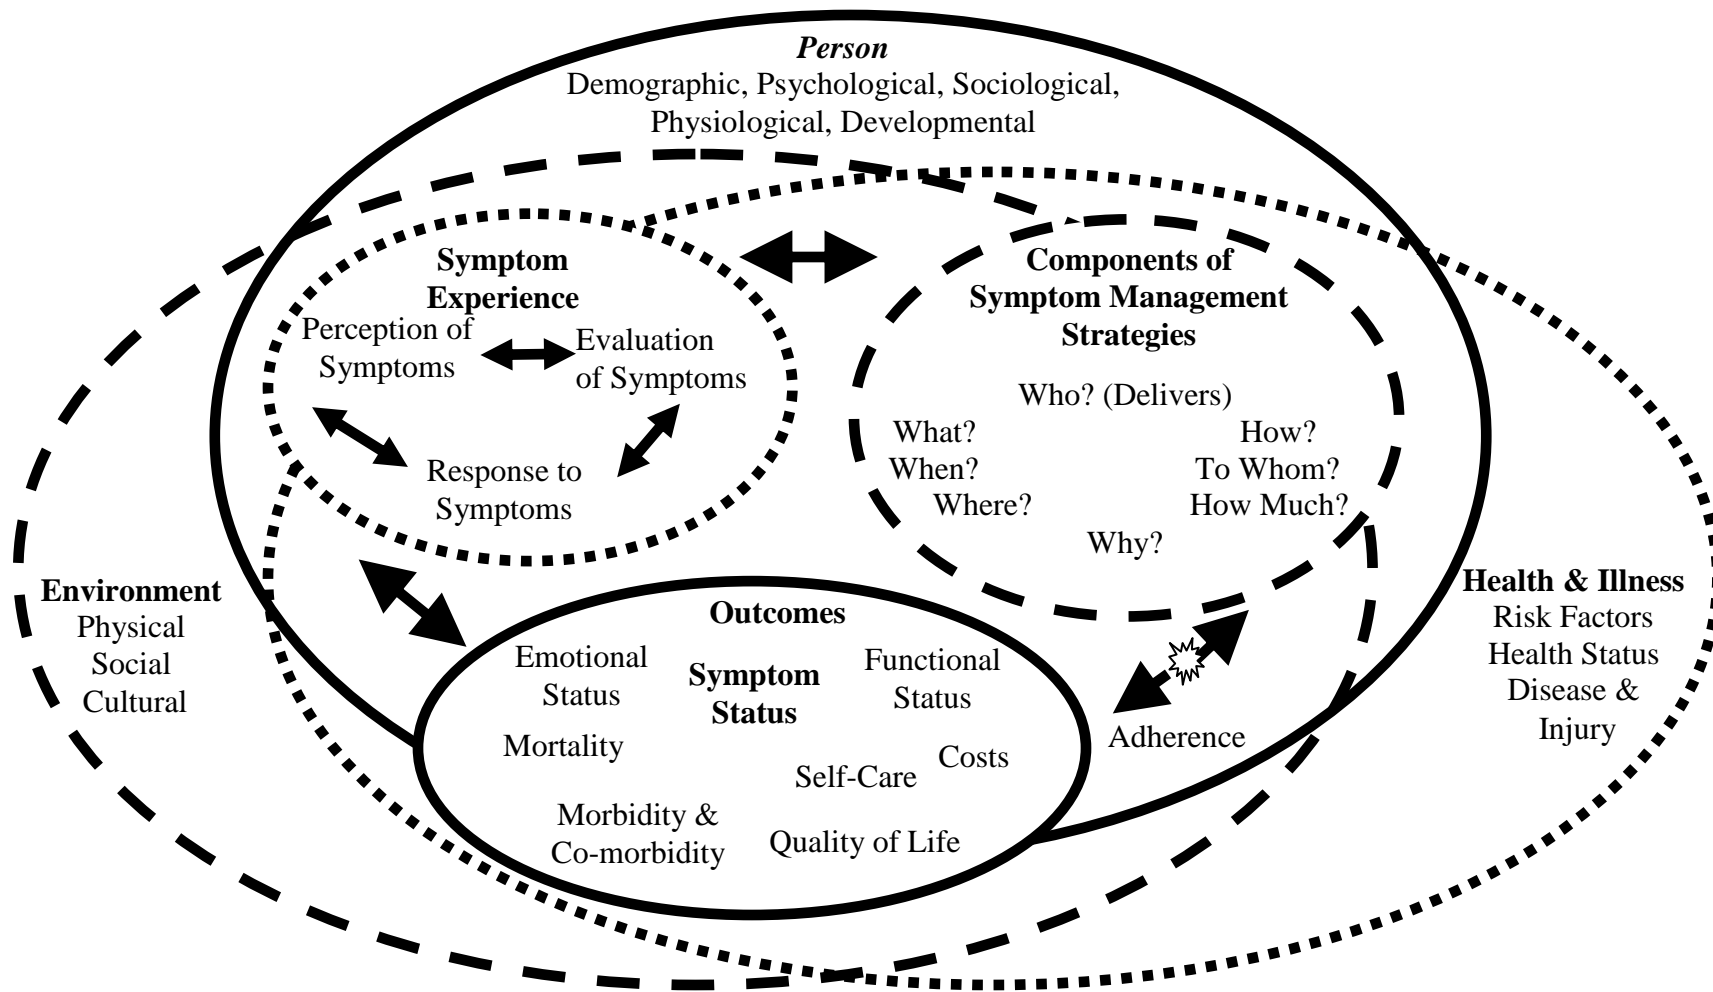 Person
Demographic, Psychological, Sociological,
Physiological, Developmental
Symptom
Experience
Perception of
Symptoms
Evaluation
of Symptoms
Response to
Symptoms
Components of
Symptom Management
Strategies
Who? (Delivers)
What?
When?
Where?
How?
To Whom?
How Much?
Why?
Environment
Physical
Social
Cultural
Health & Illness
Risk Factors
Health Status
Disease &
Injury
Outcomes
Emotional
Status
Symptom
Status
Functional
Status
Mortality
Self-Care
Costs
Morbidity &
Co-morbidity
Quality of Life
Adherence